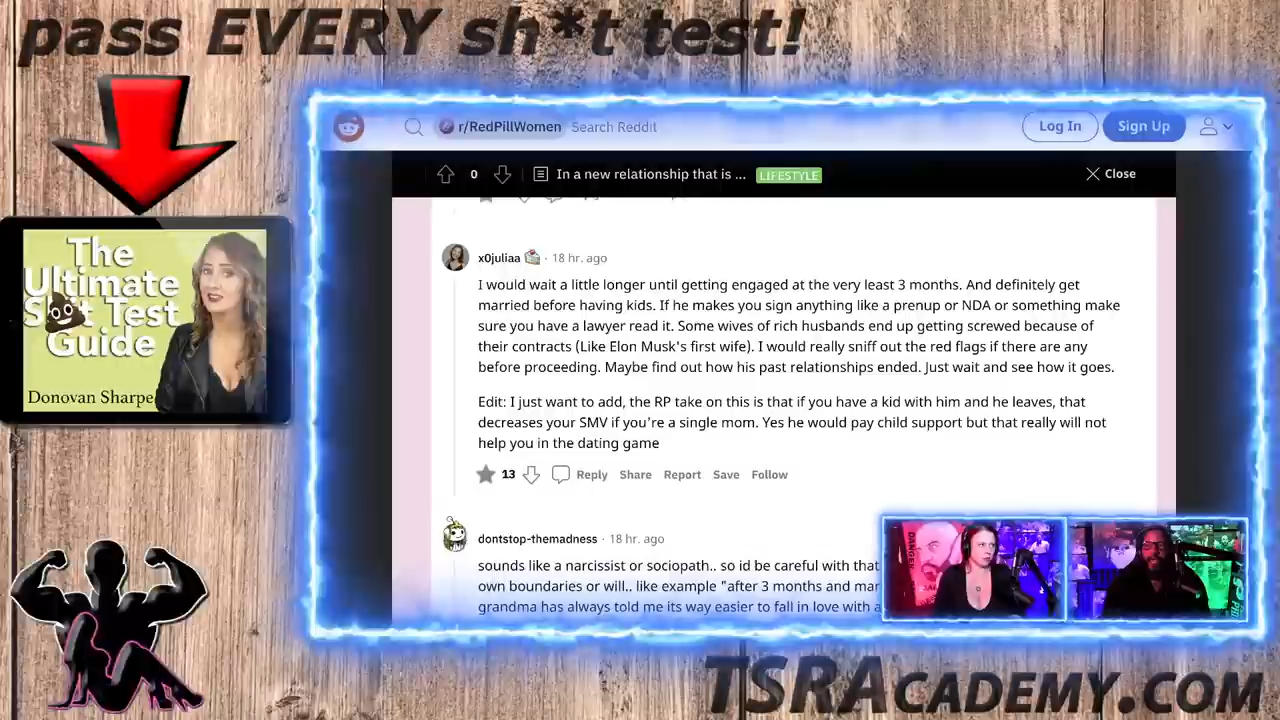 pass EVERY sh*t test!
r/RedPillWomen Search Reddit
Log In
Sign Up
0
In a new relationship that is ...
LIFESTYLE
Close
The
Ultimate
S t Test
Guide
Donovan Sharpe
x0juliaa · 18 hr. ago
I would wait a little longer until getting engaged at the very least 3 months. And definitely get
married before having kids. If he makes you sign anything like a prenup or NDA or something make
sure you have a lawyer read it. Some wives of rich husbands end up getting screwed because of
their contracts (Like Elon Musk's first wife). I would really sniff out the red flags if there are any
before proceeding. Maybe find out how his past relationships ended. Just wait and see how it goes.
Edit: I just want to add, the RP take on this is that if you have a kid with him and he leaves, that
decreases your SMV if you're a single mom. Yes he would pay child support but that really will not
help you in the dating game
13 Reply Share Report Save Follow
dontstop-themadness · 18 hr. ago
sounds like a narcissist or sociopath.. so id be careful with that
own boundaries or will.. like example "after 3 months and mar
grandma has always told me its way easier to fall in love with a
TSRACADEMY.COM